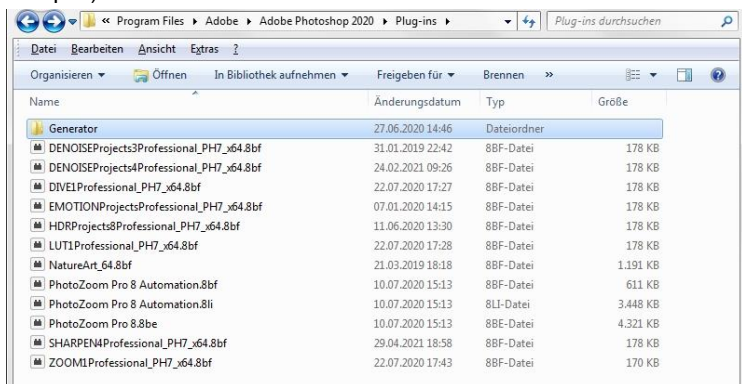 « Program Files ▸ Adobe ▸ Adobe Photoshop 2020 ▸ Plug-ins ▸ Plug-ins durchsuchen
Datei Bearbeiten Ansicht Extras ?
Organisieren Öffnen In Bibliothek aufnehmen Freigeben für Brennen »
Name Änderungsdatum Typ Größe
Generator 27.06.2020 14:46 Dateiordner
DENOISEProjects3Professional_PH7_x64.8bf 31.01.2019 22:42 8BF-Datei 178 KB
DENOISEProjects4Professional_PH7_x64.8bf 24.02.2021 09:26 8BF-Datei 178 KB
DIVE1Professional_PH7_x64.8bf 22.07.2020 17:27 8BF-Datei 178 KB
EMOTIONProjectsProfessional_PH7_x64.8bf 07.01.2020 14:15 8BF-Datei 178 KB
HDRProjects8Professional_PH7_x64.8bf 11.06.2020 13:30 8BF-Datei 178 KB
LUT1Professional_PH7_x64.8bf 22.07.2020 17:28 8BF-Datei 178 KB
NatureArt_64.8bf 21.03.2019 18:18 8BF-Datei 1.191 KB
PhotoZoom Pro 8 Automation.8bf 10.07.2020 15:13 8BF-Datei 611 KB
PhotoZoom Pro 8 Automation.8li 10.07.2020 15:13 8LI-Datei 3.448 KB
PhotoZoom Pro 8.8be 10.07.2020 15:13 8BE-Datei 4.321 KB
SHARPEN4Professional_PH7_x64.8bf 29.04.2021 18:58 8BF-Datei 178 KB
ZOOM1Professional_PH7_x64.8bf 22.07.2020 17:43 8BF-Datei 170 KB